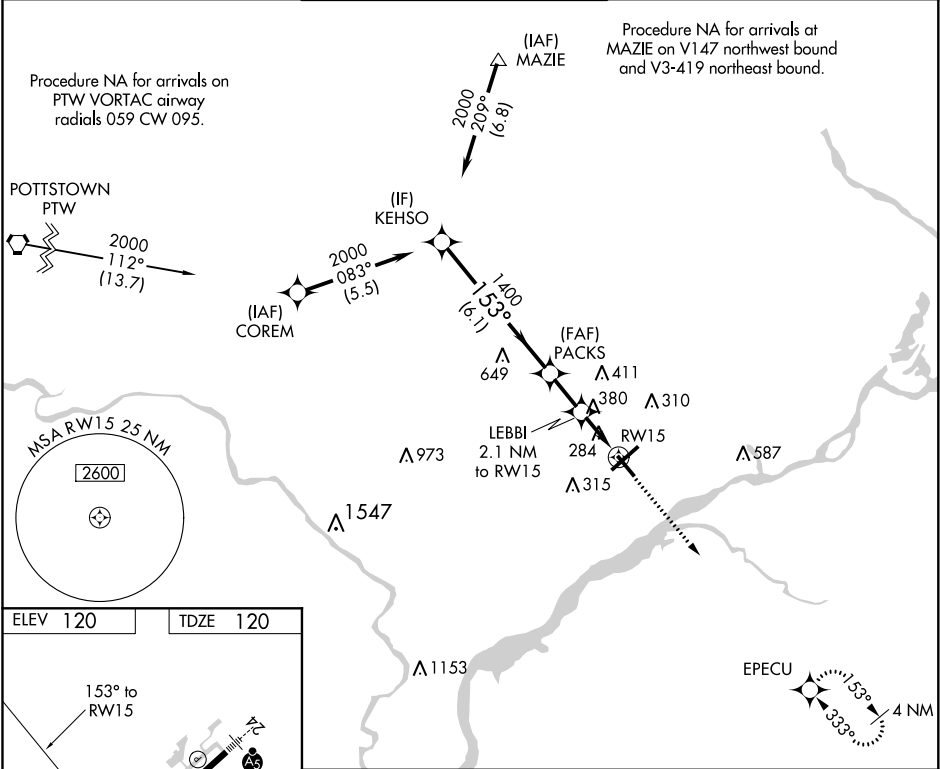 Procedure NA for arrivals on
PTW VORTAC airway
radials 059 CW 095.
(IAF)
MAZIE
Procedure NA for arrivals at
MAZIE on V147 northwest bound
and V3-419 northeast bound.
2000
209°
(6.8)
POTTSTOWN
PTW
2000
112°
(13.7)
(IF)
KEHSO
2000
083°
(5.5)
(IAF)
COREM
1400
153°
(6.1)
(FAF)
PACKS
649
411
380
310
LEBBI
2.1 NM
to RW15
284
RW15
587
315
973
1547
MSA RW15 25 NM
2600
1153
EPECU
153°
333°
4 NM
ELEV 120
TDZE 120
153° to
RW15
24
A5